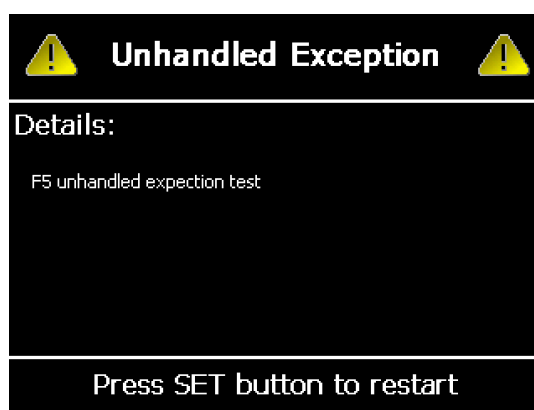 Unhandled Exception
Details:
F5 unhandled expection test
Press SET button to restart